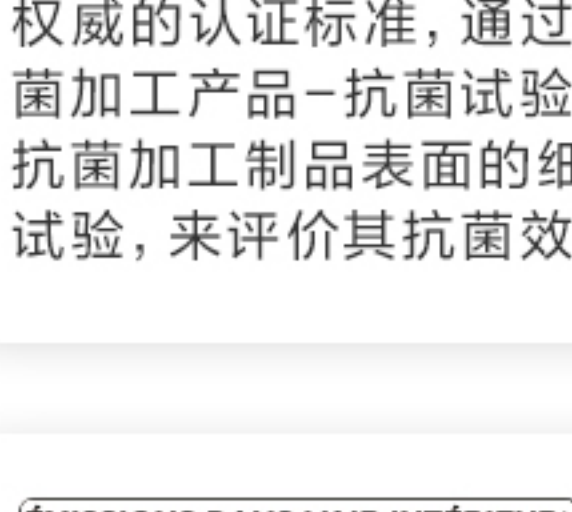 权威的认证标准，通过
菌加工产品－抗菌试验
抗菌加工制品表面的细
试验，来评价其抗菌效